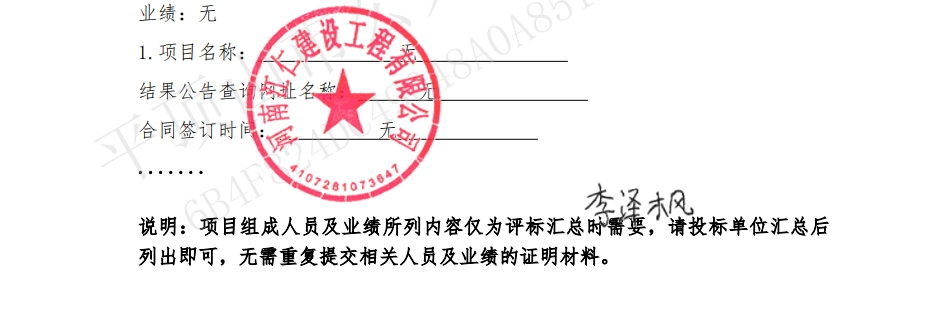 业绩：无
1.项目名称： 无
结果公告查询网址名称： 无
合同签订时间： 无
.......
河南江仁建设工程有限公司
4107281073647
李泽枫
说明：项目组成人员及业绩所列内容仅为评标汇总时需要，请投标单位汇总后
列出即可，无需重复提交相关人员及业绩的证明材料。